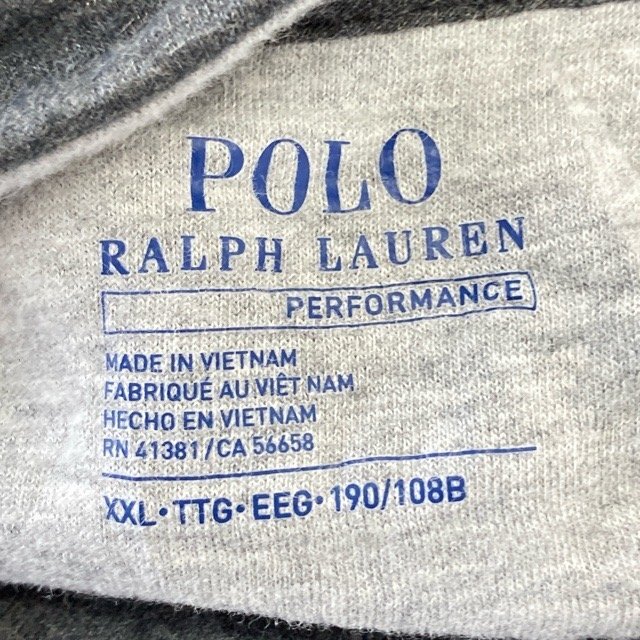 POLO
RALPH LAUREN
PERFORMANCE
MADE IN VIETNAM
FABRIQUÉ AU VIÊT NAM
HECHO EN VIETNAM
RN 41381/CA 56658
XXL·TTG·EEG·190/108B